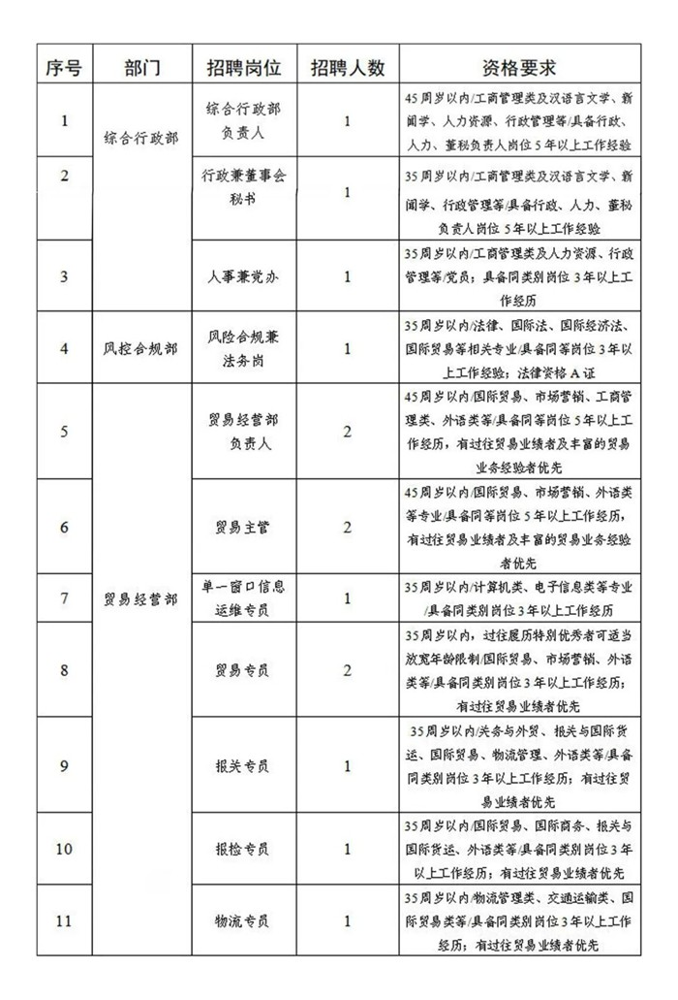 序号 部门 招聘岗位 招聘人数 资格要求
1
综合行政部
综合行政部
负责人
1
45周岁以内/工商管理类及汉语言文学、新
闻学、人力资源、行政管理等/具备行政、
人力、董秘负责人岗位5年以上工作经验
2
行政兼董事会
秘书
1
35周岁以内/工商管理类及汉语言文学、新
闻学、行政管理等/具备行政、人力、董秘
负责人岗位5年以上工作经验
3
人事兼党办
1
35周岁以内/工商管理类及人力资源、行政
管理等/党员；具备同类别岗位3年以上工
作经历
4
风控合规部
风险合规兼
法务岗
1
35周岁以内/法律、国际法、国际经济法、
国际贸易等相关专业/具备同等岗位3年以
上工作经验；法律资格A证
5
贸易经营部
贸易经营部
负责人
2
45周岁以内/国际贸易、市场营销、工商管
理类、外语类等/具备同等岗位5年以上工
作经历，有过往贸易业绩者及丰富的贸易
业务经验者优先
6
贸易主管
2
45周岁以内/国际贸易、市场营销、外语类
等专业/具备同等岗位5年以上工作经历，
有过往贸易业绩者及丰富的贸易业务经验
者优先
7
单一窗口信息
运维专员
1
35周岁以内/计算机类、电子信息类等专业
/具备同类别岗位3年以上工作经历
8
贸易专员
2
35周岁以内，过往履历特别优秀者可适当
放宽年龄限制/国际贸易、市场营销、外语
类等/具备同类别岗位3年以上工作经历；
有过往贸易业绩者优先
9
报关专员
1
35周岁以内/关务与外贸、报关与国际货
运、国际贸易、物流管理、外语类等/具备
同类别岗位3年以上工作经历；有过往贸
易业绩者优先
10
报检专员
1
35周岁以内/国际贸易、国际商务、报关与
国际货运、外语类等/具备同类别岗位3年
以上工作经历；有过往贸易业绩者优先
11
物流专员
1
35周岁以内/物流管理类、交通运输类、国
际贸易类等/具备同类别岗位3年以上工作
经历；有过往贸易业绩者优先